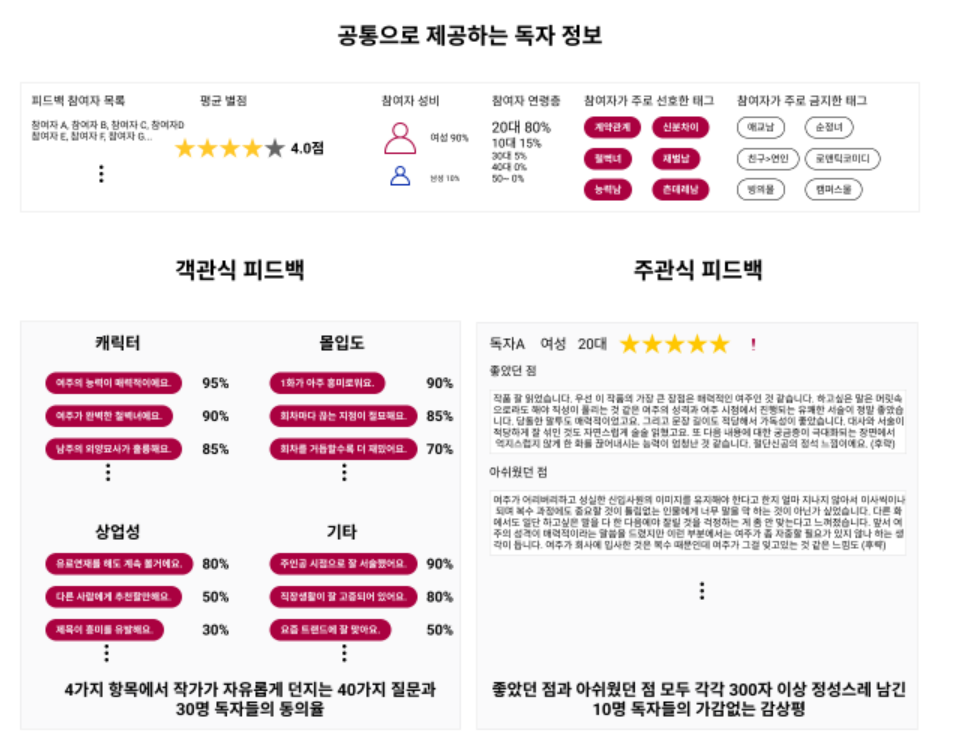 공통으로 제공하는 독자 정보
피드백 참여자 목록
참여자 A, 참여자 B, 참여자 C, 참여자D
참여자 E, 참여자 F, 참여자 G...
평균 별점
4.0점
참여자 성비
여성 90%
남성 10%
참여자 연령층
20대 80%
10대 15%
30대 5%
40대 0%
50~ 0%
참여자가 주로 선호한 태그
계약관계 신분차이
철벽녀 재벌남
능력남 츤데레남
참여자가 주로 금지한 태그
애교남 순정녀
친구>연인 로맨틱코미디
빙의물 캠퍼스물
객관식 피드백
캐릭터
여주의 능력이 매력적이에요. 95%
여주가 완벽한 철벽녀에요. 90%
남주의 외양묘사가 훌륭해요. 85%
몰입도
1화가 아주 흥미로워요. 90%
회차마다 끊는 지점이 절묘해요. 85%
회차를 거듭할수록 더 재밌어요. 70%
상업성
유료연재를 해도 계속 볼거에요. 80%
다른 사람에게 추천할만해요. 50%
제목이 흥미를 유발해요. 30%
기타
주인공 시점으로 잘 서술했어요. 90%
직장생활이 잘 고증되어 있어요. 80%
요즘 트랜드에 잘 맞아요. 50%
4가지 항목에서 작가가 자유롭게 던지는 40가지 질문과
30명 독자들의 동의율
주관식 피드백
독자A 여성 20대 !
좋았던 점
작품 잘 읽었습니다. 우선 이 작품의 가장 큰 장점은 매력적인 여주인 것 같습니다. 하고싶은 말은 머릿속
으로라도 해야 직성이 풀리는 것 같은 여주의 성격과 여주 시점에서 진행되는 유쾌한 서술이 정말 좋았습
니다. 당돌한 말투도 매력적이었고요. 그리고 문장 길이도 적당해서 가독성이 좋았습니다. 대사와 서술이
적당하게 잘 섞인 것도 자연스럽게 술술 읽혔고요. 또 다음 내용에 대한 궁금증이 극대화되는 장면에서
억지스럽지 않게 한 화를 끊어내시는 능력이 엄청난 것 같습니다. 절단신공의 정석 느낌이에요. (후략)
아쉬웠던 점
여주가 어리버리하고 성실한 신입사원의 이미지를 유지해야 한다고 한지 얼마 지나지 않아서 이사씩이나
되며 복수 과정에도 중요할 것이 틀림없는 인물에게 너무 말을 막 하는 것이 아닌가 싶었습니다. 다른 화
에서도 일단 하고싶은 말을 다 한 다음에야 잘릴 것을 걱정하는 게 좀 안 맞는다고 느껴졌습니다. 앞서 여
주의 성격이 매력적이라는 말씀을 드렸지만 이런 부분에서는 여주가 좀 자중할 필요가 있지 않나 하는 생
각이 듭니다. 여주가 회사에 입사한 것은 복수 때문인데 여주가 그걸 잊고있는 것 같은 느낌도 (후략)
좋았던 점과 아쉬웠던 점 모두 각각 300자 이상 정성스레 남긴
10명 독자들의 가감없는 감상평